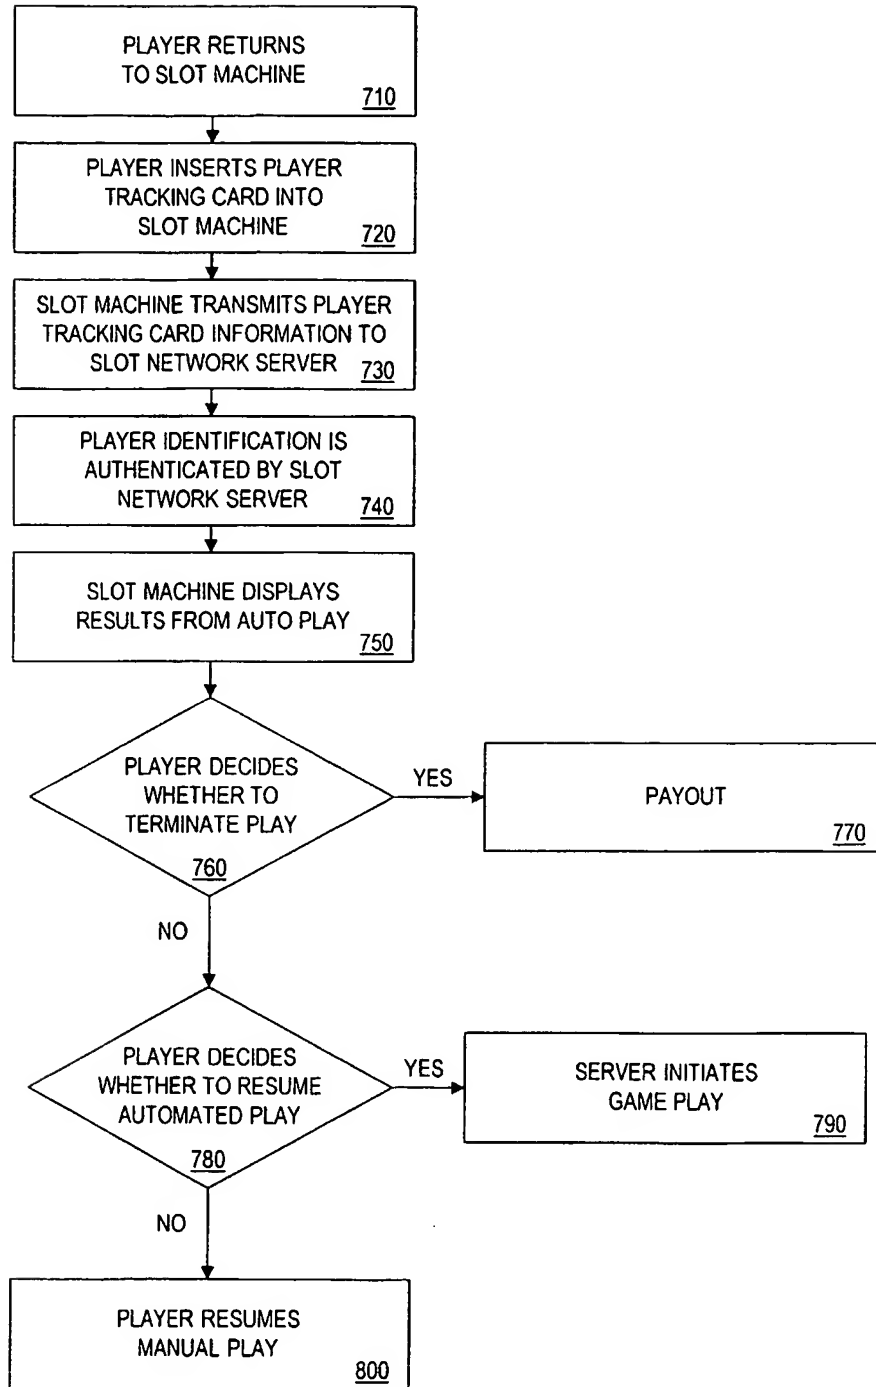 PLAYER RETURNS
TO SLOT MACHINE
710
PLAYER INSERTS PLAYER
TRACKING CARD INTO
SLOT MACHINE
720
SLOT MACHINE TRANSMITS PLAYER
TRACKING CARD INFORMATION TO
SLOT NETWORK SERVER
730
PLAYER IDENTIFICATION IS
AUTHENTICATED BY SLOT
NETWORK SERVER
740
SLOT MACHINE DISPLAYS
RESULTS FROM AUTO PLAY
750
PLAYER DECIDES
WHETHER TO
TERMINATE PLAY
760
YES
PAYOUT
770
NO
PLAYER DECIDES
WHETHER TO RESUME
AUTOMATED PLAY
780
YES
SERVER INITIATES
GAME PLAY
790
NO
PLAYER RESUMES
MANUAL PLAY
800